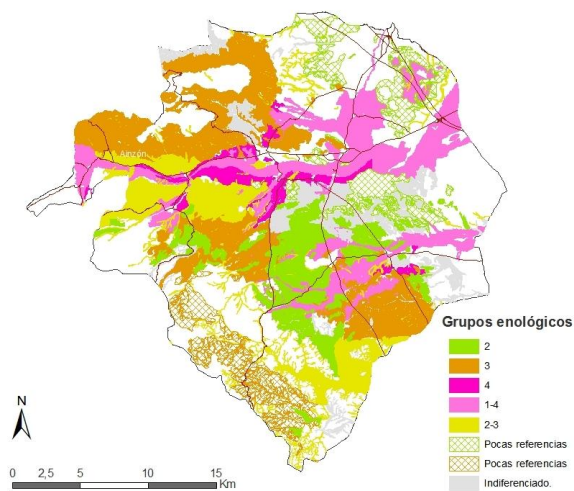 Ainzón
Grupos enológicos
2
3
4
1-4
2-3
Pocas referencias
Pocas referencias
Indiferenciado.
N
0 2,5 5 10 15
Km